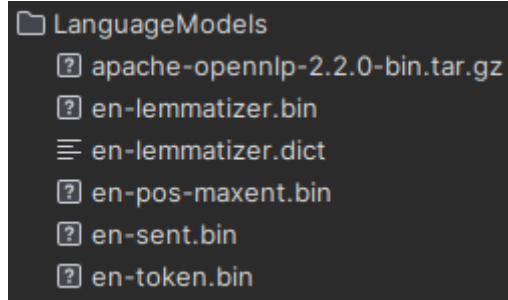 LanguageModels
apache-opennlp-2.2.0-bin.tar.gz
en-lemmatizer.bin
en-lemmatizer.dict
en-pos-maxent.bin
en-sent.bin
en-token.bin